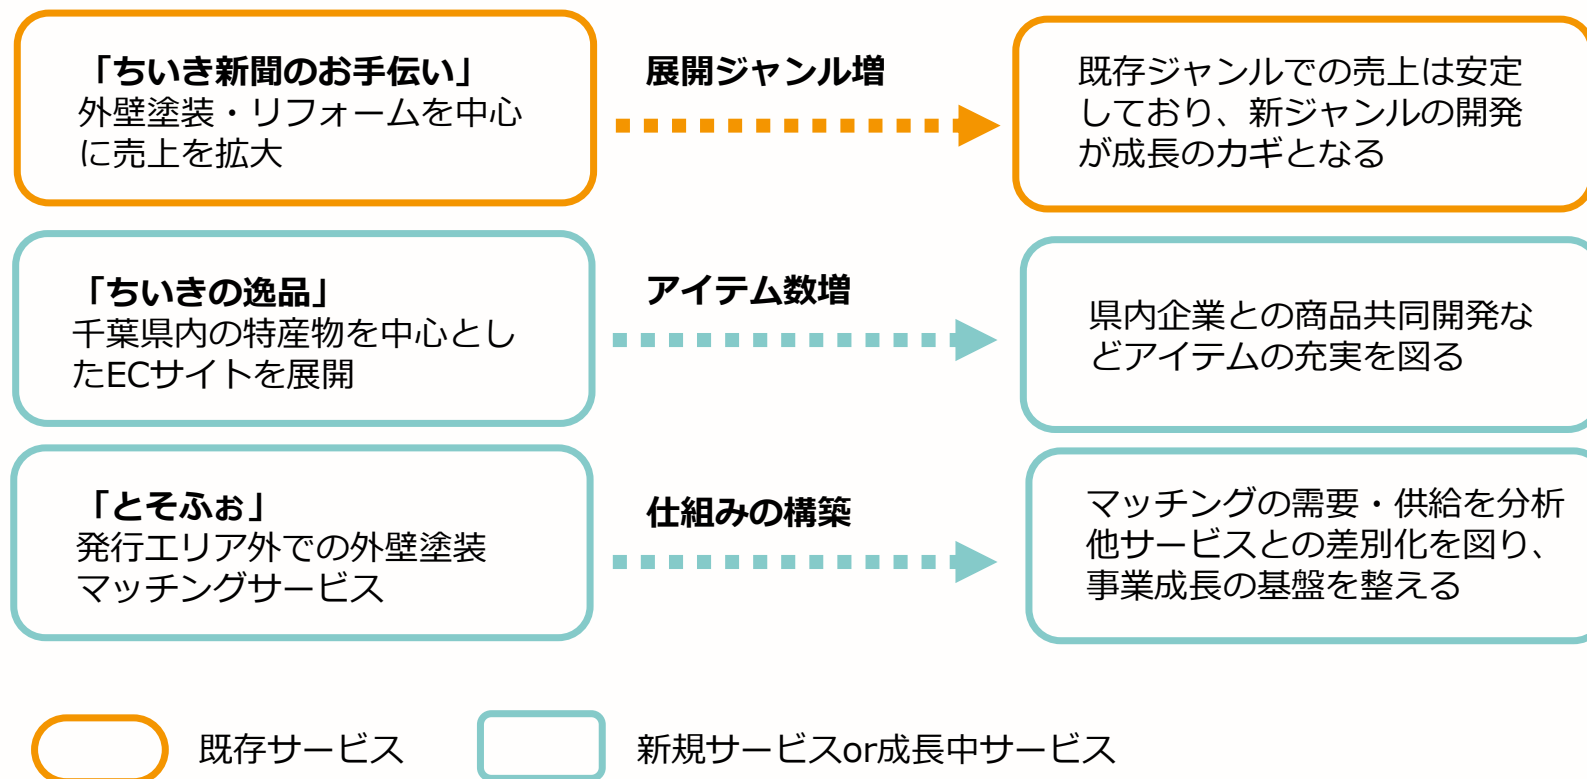 「ちいき新聞のお手伝い」
外壁塗装・リフォームを中心
に売上を拡大
展開ジャンル増
既存ジャンルでの売上は安定
しており、新ジャンルの開発
が成長のカギとなる
「ちいきの逸品」
千葉県内の特産物を中心とし
たECサイトを展開
アイテム数増
県内企業との商品共同開発な
どアイテムの充実を図る
「とそふぉ」
発行エリア外での外壁塗装
マッチングサービス
仕組みの構築
マッチングの需要・供給を分析
他サービスとの差別化を図り、
事業成長の基盤を整える
既存サービス
新規サービスor成長中サービス